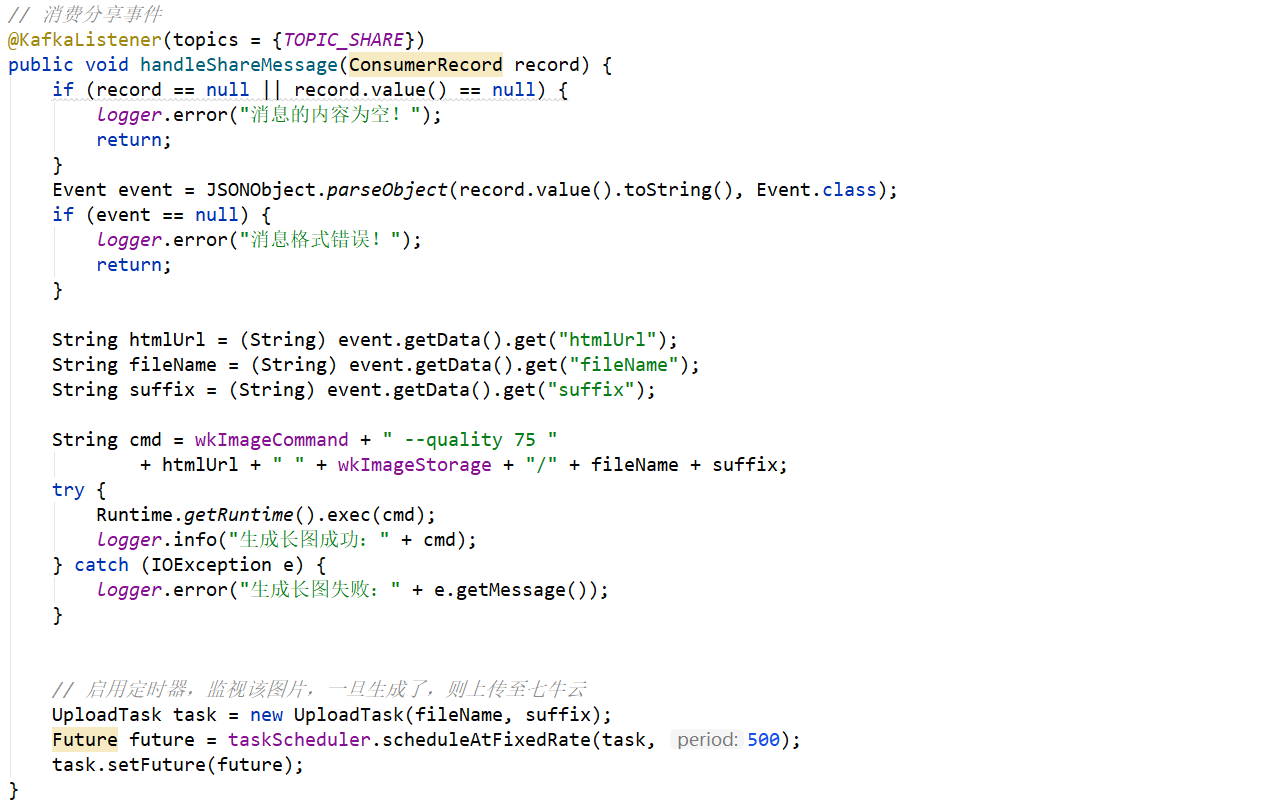 // 消费分享事件
@KafkaListener(topics = {TOPIC_SHARE})
public void handleShareMessage(ConsumerRecord record) {
    if (record == null || record.value() == null) {
        logger.error("消息的内容为空！");
        return;
    }
    Event event = JSONObject.parseObject(record.value().toString(), Event.class);
    if (event == null) {
        logger.error("消息格式错误！");
        return;
    }

    String htmlUrl = (String) event.getData().get("htmlUrl");
    String fileName = (String) event.getData().get("fileName");
    String suffix = (String) event.getData().get("suffix");

    String cmd = wkImageCommand + " --quality 75 "
            + htmlUrl + " " + wkImageStorage + "/" + fileName + suffix;
    try {
        Runtime.getRuntime().exec(cmd);
        logger.info("生成长图成功：" + cmd);
    } catch (IOException e) {
        logger.error("生成长图失败：" + e.getMessage());
    }


    // 启用定时器，监视该图片，一旦生成了，则上传至七牛云
    UploadTask task = new UploadTask(fileName, suffix);
    Future future = taskScheduler.scheduleAtFixedRate(task, period: 500);
    task.setFuture(future);
}